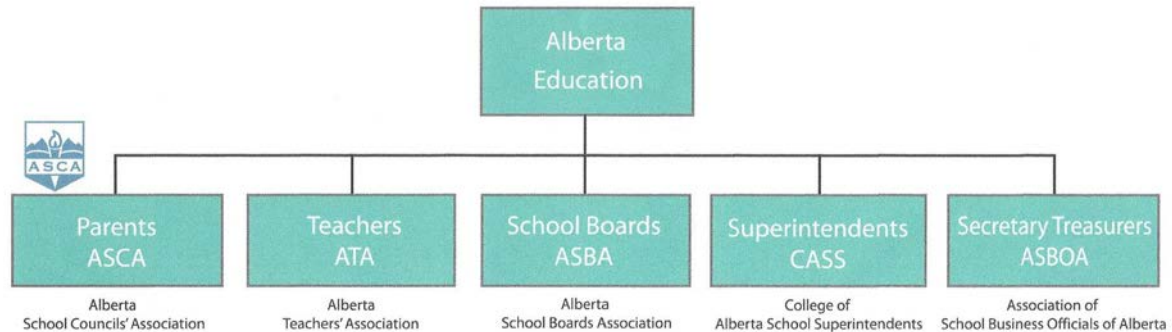 Alberta
Education
ASCA
Parents
ASCA
Alberta
School Councils' Association
Teachers
ATA
Alberta
Teachers' Association
School Boards
ASBA
Alberta
School Boards Association
Superintendents
CASS
College of
Alberta School Superintendents
Secretary Treasurers
ASBOA
Association of
School Business Officials of Alberta